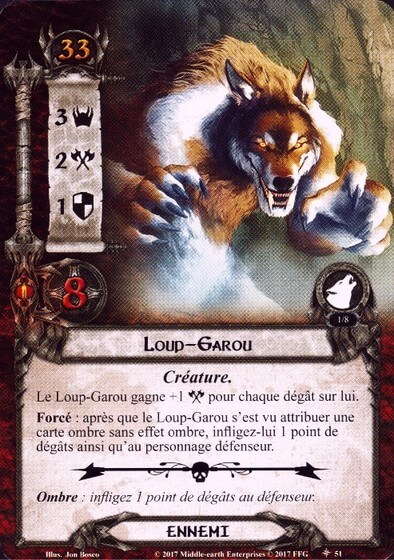 33
3
2
1
8
1/8
Loup-Garou
Créature.
Le Loup-Garou gagne +1 pour chaque dégât sur lui.
Forcé : après que le Loup-Garou s'est vu attribuer une
carte ombre sans effet ombre, infligez-lui 1 point de
dégâts ainsi qu'au personnage défenseur.
Ombre : infligez 1 point de dégâts au défenseur.
ENNEMI
Illus. Jon Bosco © 2017 Middle-earth Enterprises © 2017 FFG 51